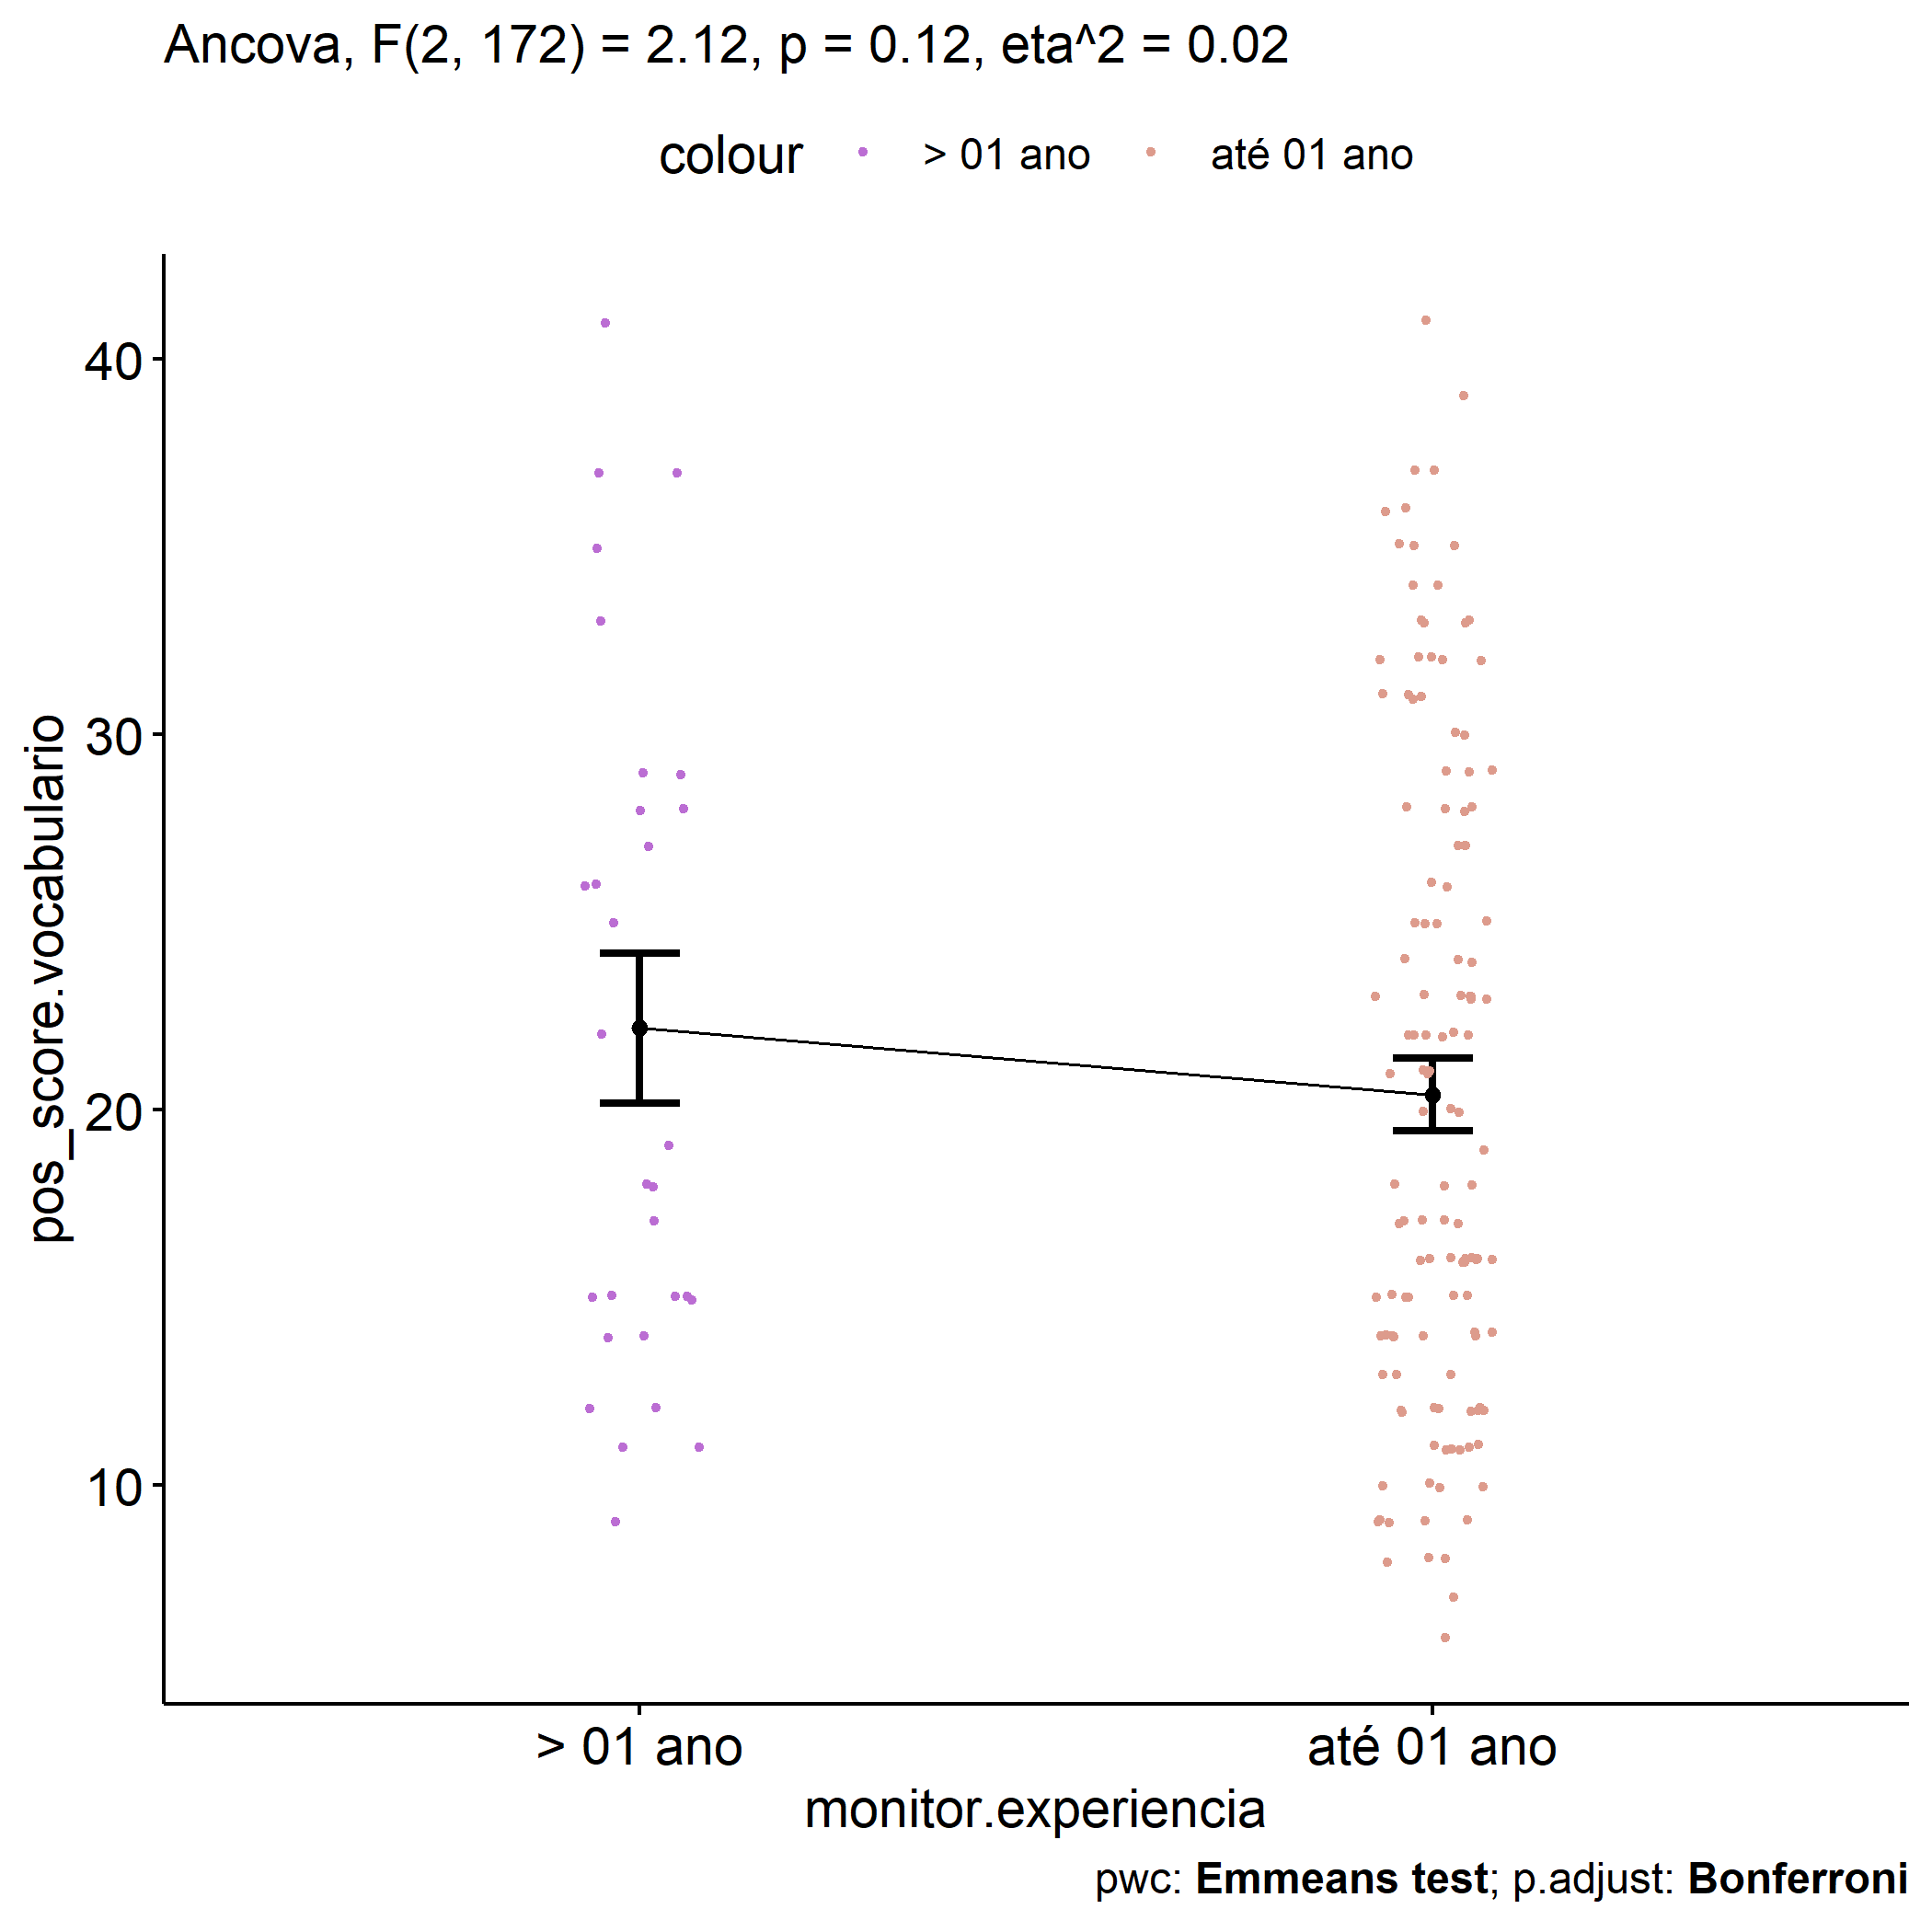 Ancova, F(2, 172) = 2.12, p = 0.12, eta^2 = 0.02
colour > 01 ano até 01 ano
pos_score.vocabulario
40
30
20
10
> 01 ano até 01 ano
monitor.experiencia
pwc: Emmeans test; p.adjust: Bonferroni